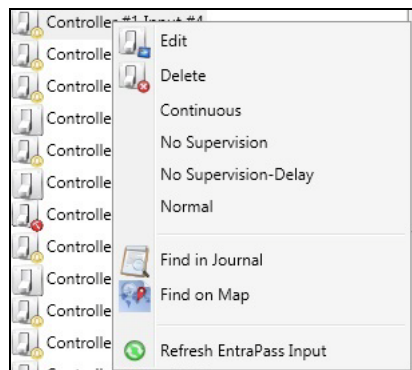 Controller #1 Input #4
Controlle
Controlle
Controlle
Controlle
Controlle
Controlle
Controlle
Controlle
Controlle
Controlle
Edit
Delete
Continuous
No Supervision
No Supervision-Delay
Normal
Find in Journal
Find on Map
Refresh EntraPass Input